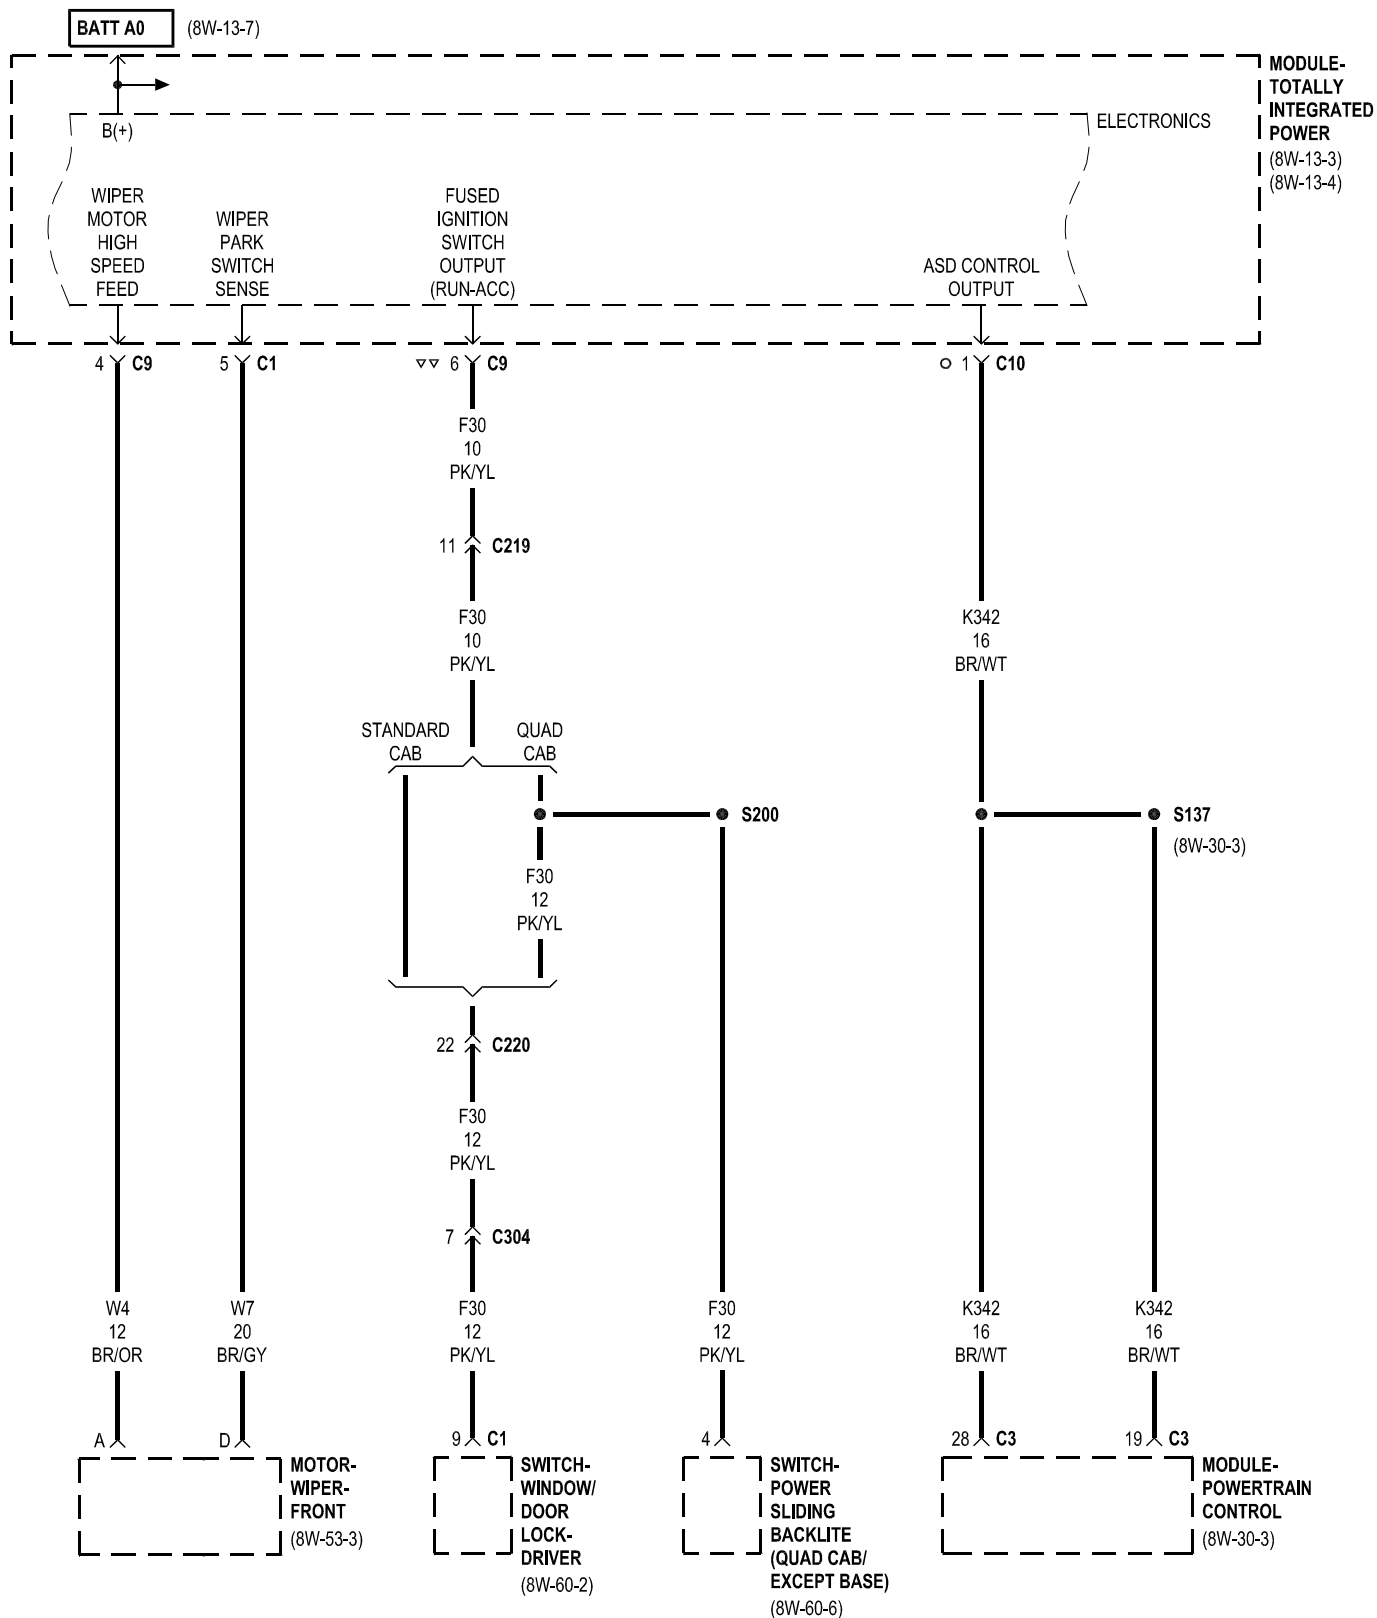 BATT A0 (8W-13-7)
MODULE-
TOTALLY
INTEGRATED
POWER
(8W-13-3)
(8W-13-4)
B(+)
ELECTRONICS
WIPER
MOTOR
HIGH
SPEED
FEED
WIPER
PARK
SWITCH
SENSE
FUSED
IGNITION
SWITCH
OUTPUT
(RUN-ACC)
ASD CONTROL
OUTPUT
4 C9
5 C1
6 C9
1 C10
F30
10
PK/YL
11 C219
F30
10
PK/YL
K342
16
BR/WT
STANDARD
CAB
QUAD
CAB
S200
S137
(8W-30-3)
F30
12
PK/YL
22 C220
F30
12
PK/YL
7 C304
W4
12
BR/OR
W7
20
BR/GY
F30
12
PK/YL
F30
12
PK/YL
K342
16
BR/WT
K342
16
BR/WT
A
D
9 C1
4
28 C3
19 C3
MOTOR-
WIPER-
FRONT
(8W-53-3)
SWITCH-
WINDOW/
DOOR
LOCK-
DRIVER
(8W-60-2)
SWITCH-
POWER
SLIDING
BACKLITE
(QUAD CAB/
EXCEPT BASE)
(8W-60-6)
MODULE-
POWERTRAIN
CONTROL
(8W-30-3)